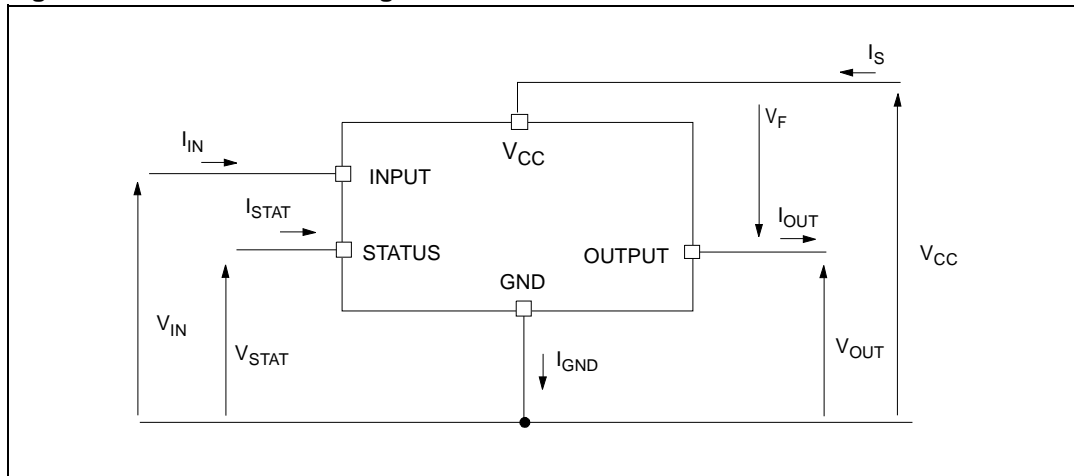 I_S
V_F
I_IN
V_CC
INPUT
I_STAT
I_OUT
STATUS
OUTPUT
V_CC
GND
V_IN
V_STAT
I_GND
V_OUT